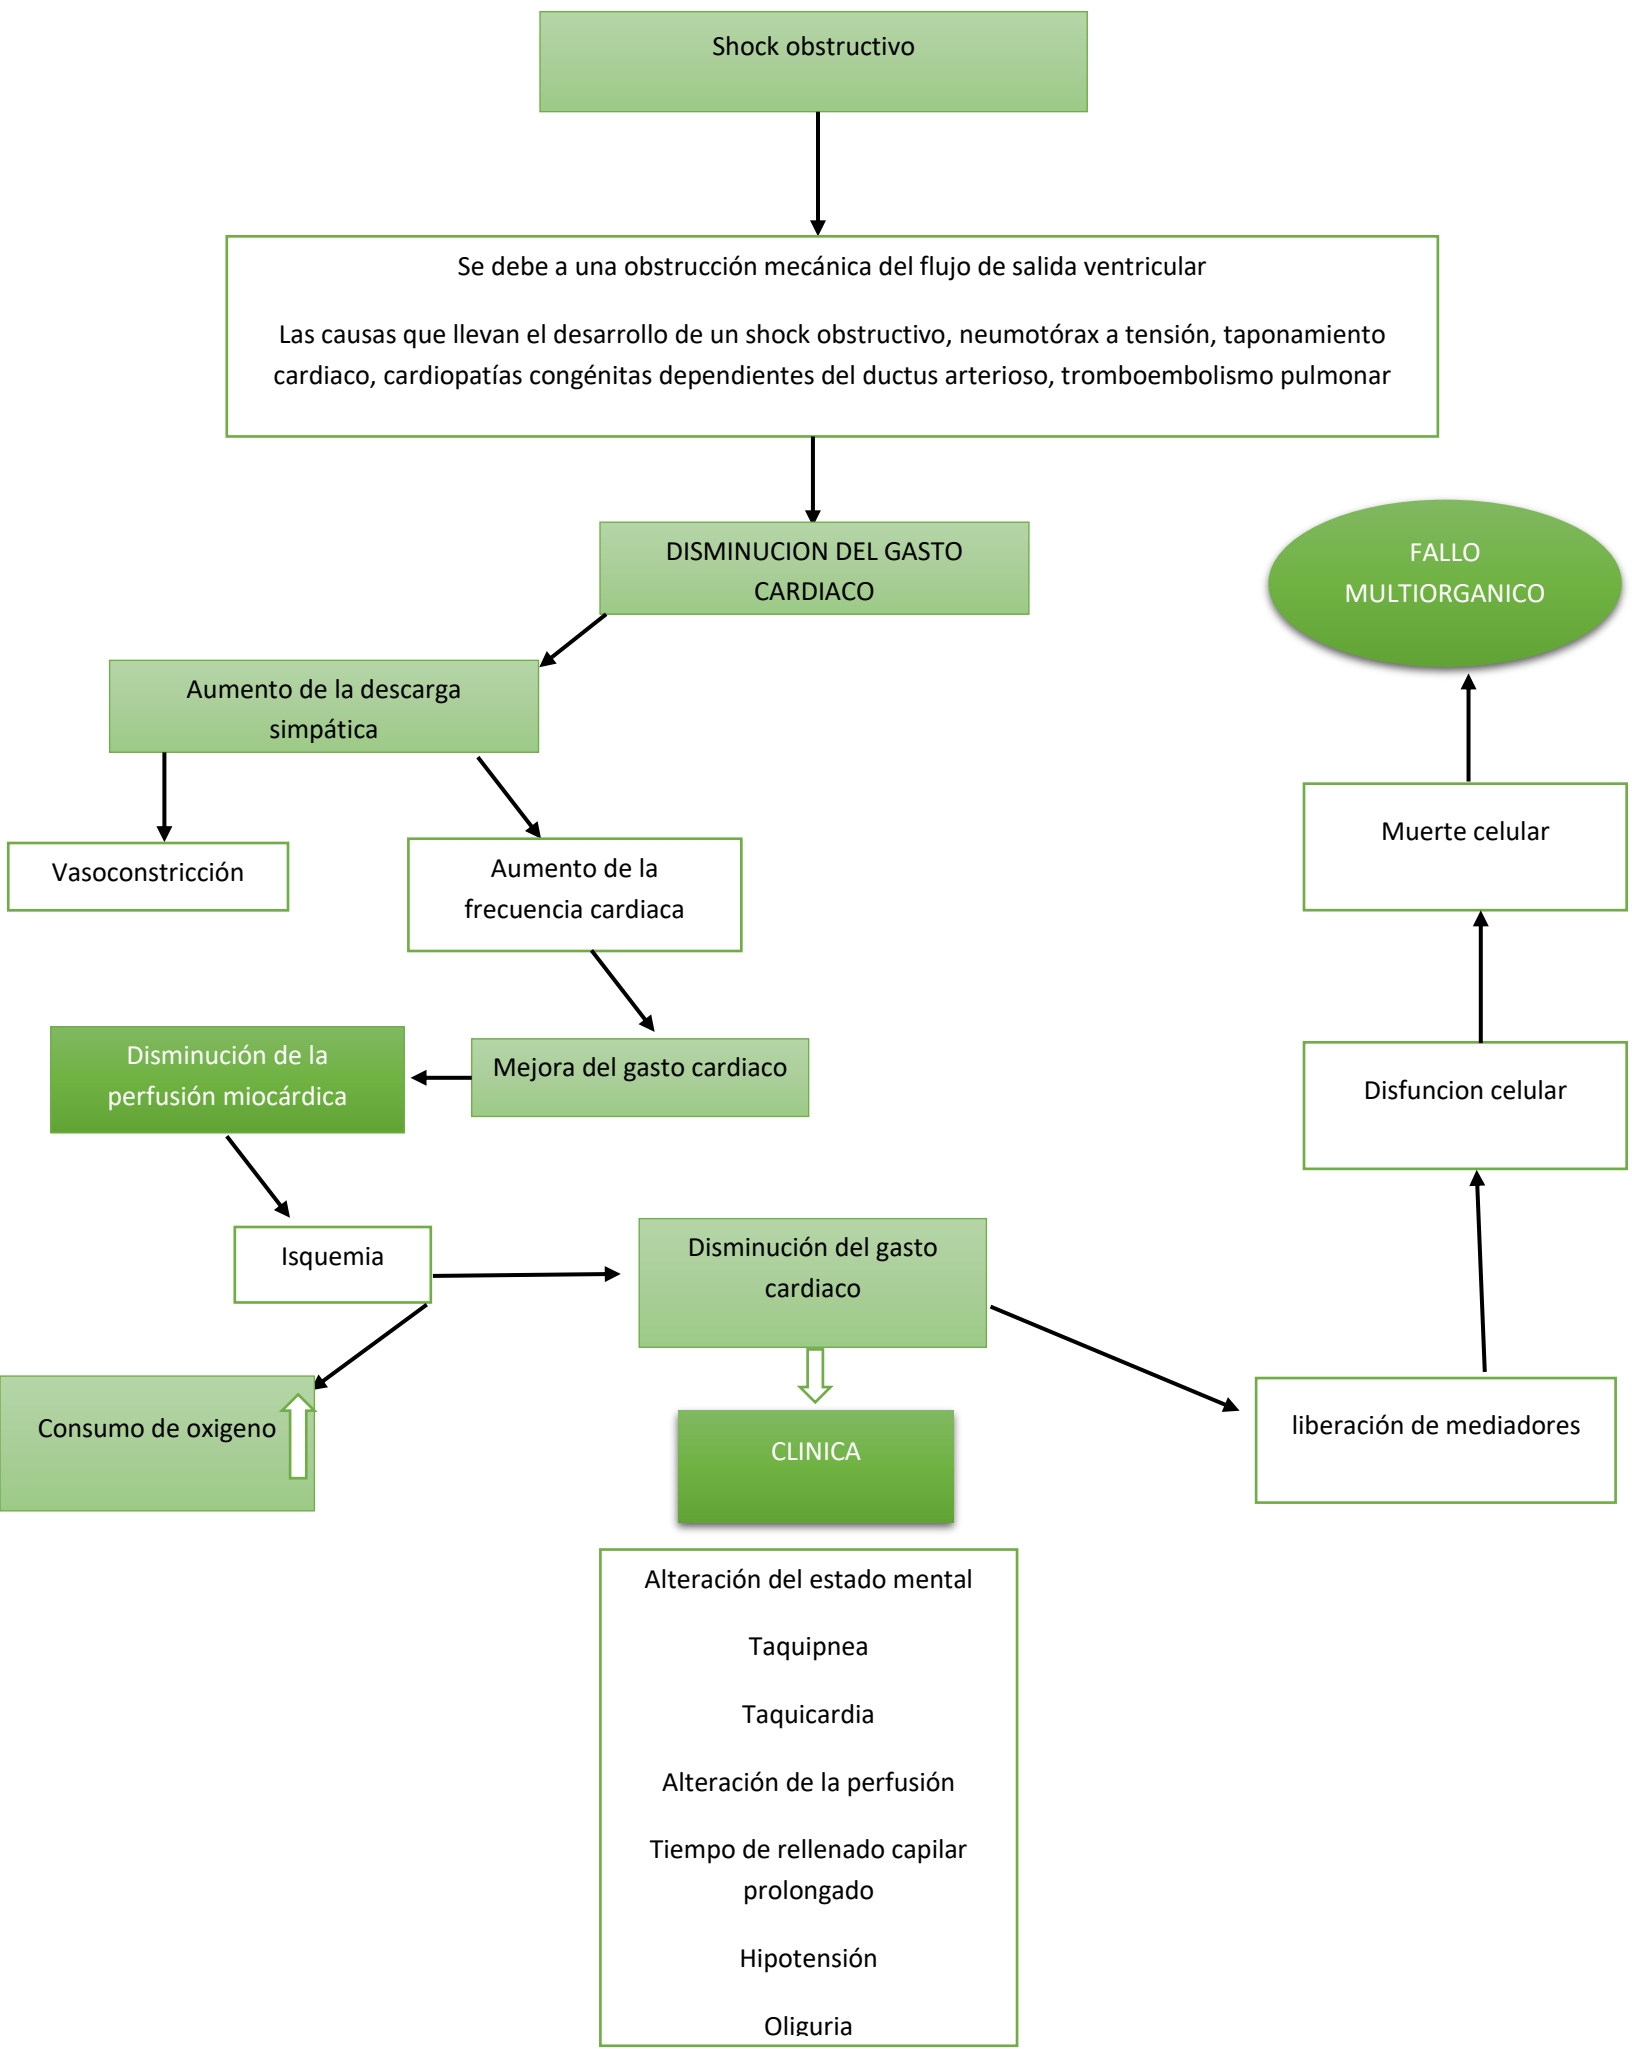 Shock obstructivo
Se debe a una obstrucción mecánica del flujo de salida ventricular
Las causas que llevan el desarrollo de un shock obstructivo, neumotórax a tensión, taponamiento
cardiaco, cardiopatías congénitas dependientes del ductus arterioso, tromboembolismo pulmonar
DISMINUCION DEL GASTO
CARDIACO
FALLO
MULTIORGANICO
Aumento de la descarga
simpática
Vasoconstricción
Aumento de la
frecuencia cardiaca
Muerte celular
Disminución de la
perfusión miocárdica
Mejora del gasto cardiaco
Disfuncion celular
Isquemia
Disminución del gasto
cardiaco
Consumo de oxigeno
CLINICA
liberación de mediadores
Alteración del estado mental
Taquipnea
Taquicardia
Alteración de la perfusión
Tiempo de rellenado capilar
prolongado
Hipotensión
Oliguria